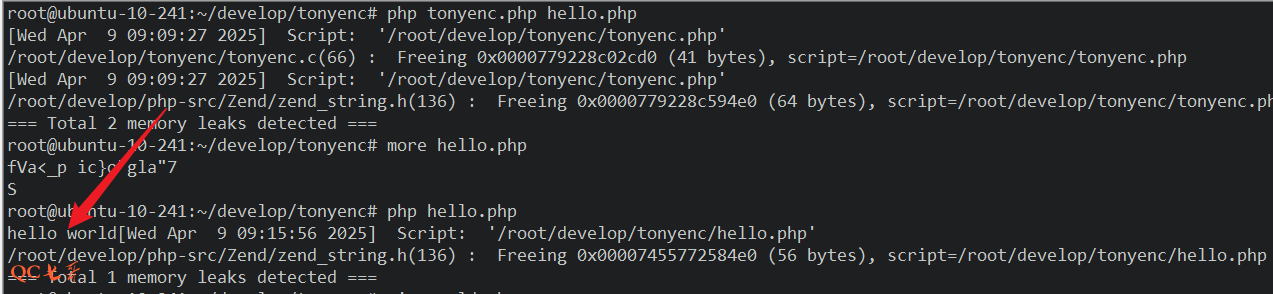 root@ubuntu-10-241:~/develop/tonyenc# php tonyenc.php hello.php
[Wed Apr  9 09:09:27 2025]  Script:  '/root/develop/tonyenc/tonyenc.php'
/root/develop/tonyenc/tonyenc.c(66) :  Freeing 0x0000779228c02cd0 (41 bytes), script=/root/develop/tonyenc/tonyenc.php
[Wed Apr  9 09:09:27 2025]  Script:  '/root/develop/tonyenc/tonyenc.php'
/root/develop/php-src/Zend/zend_string.h(136) :  Freeing 0x0000779228c594e0 (64 bytes), script=/root/develop/tonyenc/tonyenc.ph
=== Total 2 memory leaks detected ===
root@ubuntu-10-241:~/develop/tonyenc# more hello.php
fVa<_p gla"7
S
root@ubuntu-10-241:~/develop/tonyenc# php hello.php
hello world[Wed Apr  9 09:15:56 2025]  Script:  '/root/develop/tonyenc/hello.php'
/root/develop/php-src/Zend/zend_string.h(136) :  Freeing 0x00007455772584e0 (56 bytes), script=/root/develop/tonyenc/hello.php
=== Total 1 memory leaks detected ===
QC